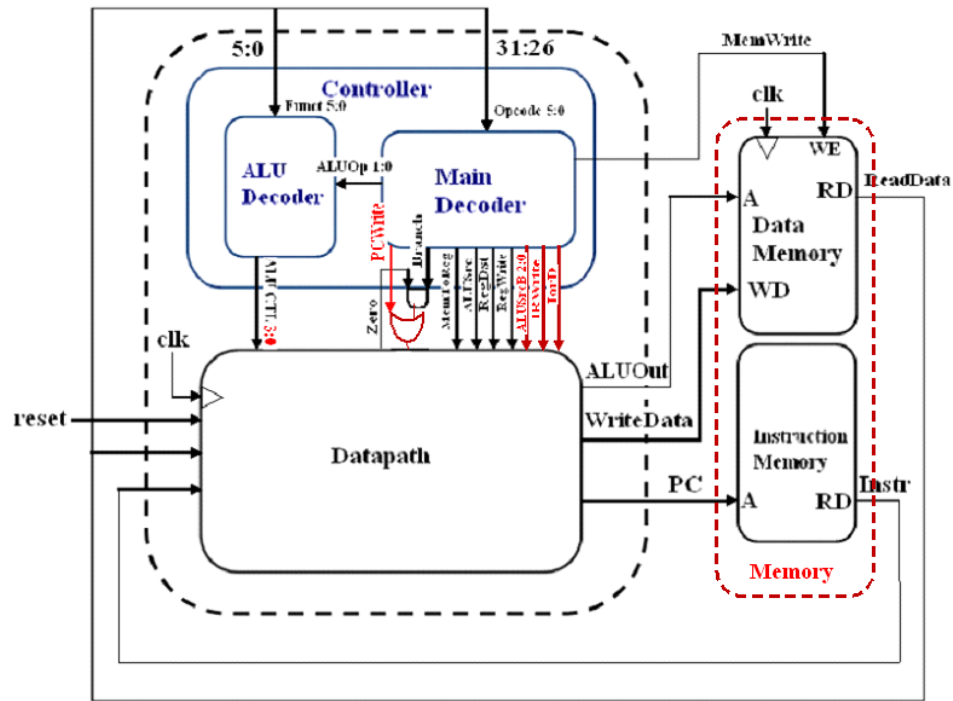 5:0
31:26
MemWrite
Controller
clk
Funct 5:0
Opcode 5:0
WE
ALU
Decoder
ALUOp 1:0
Main
Decoder
A
RD
ReadData
Data
Memory
WD
PCWrite
Branch
Zero
MemToReg
ALUSrc
RegDst
RegWrite
ALUSrcB 2:0
IRWrite
IorD
3:0
clk
ALUOut
reset
WriteData
Datapath
Instruction
Memory
PC
A
RD
Instr
Memory